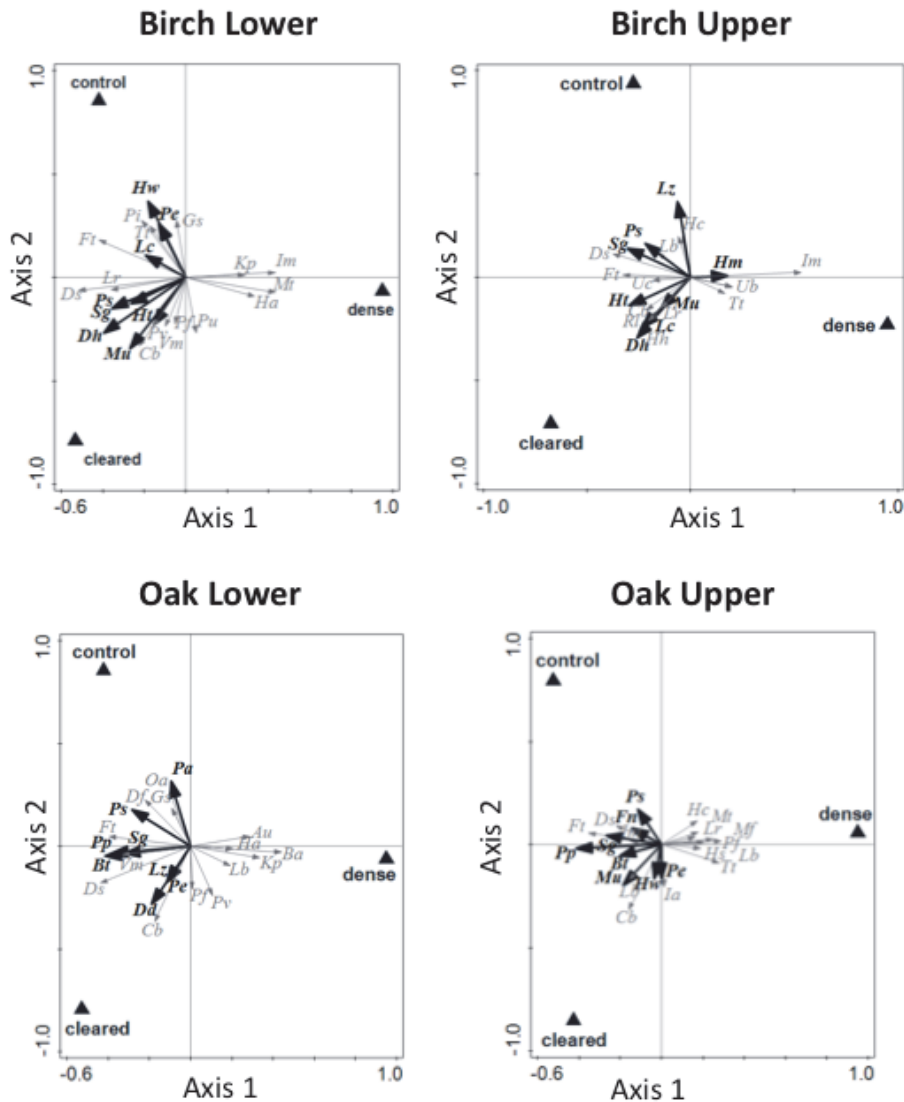 Birch Lower
Birch Upper
1.0
control
Hw
Pi
Pe
Gs
Tt
Ft
Lc
Axis 2
Kp
Im
Lr
Mt
Ds
Ps
Ha
Sg
Ht
dense
Dh
Pv
Pf
Pu
Mu
Cb
Vm
cleared
-1.0
-0.6
Axis 1
1.0
1.0
control
Lz
Hc
Ps
Lb
Sg
Ds
Axis 2
Hm
Im
Ft
Uc
Ub
Ht
Mu
Tt
Rl
Lc
Dh
Hh
dense
cleared
-1.0
-1.0
Axis 1
1.0
Oak Lower
Oak Upper
1.0
control
Oa
Pa
Df
Gs
Ps
Ft
Sg
Au
Axis 2
Pp
Ha
Ba
Bt
Vm
Kp
Lz
Lb
dense
Ds
Pe
Pf
Pv
Dd
Cb
cleared
-1.0
-0.6
Axis 1
1.0
1.0
control
Ps
Hc
Ds
Fn
Mt
Ft
Sg
Lr
Mf
dense
Axis 2
Pp
Pf
Bt
Hs
Lb
Mu
Hw
Pe
Tt
Ia
Cb
cleared
-1.0
-0.6
Axis 1
1.0